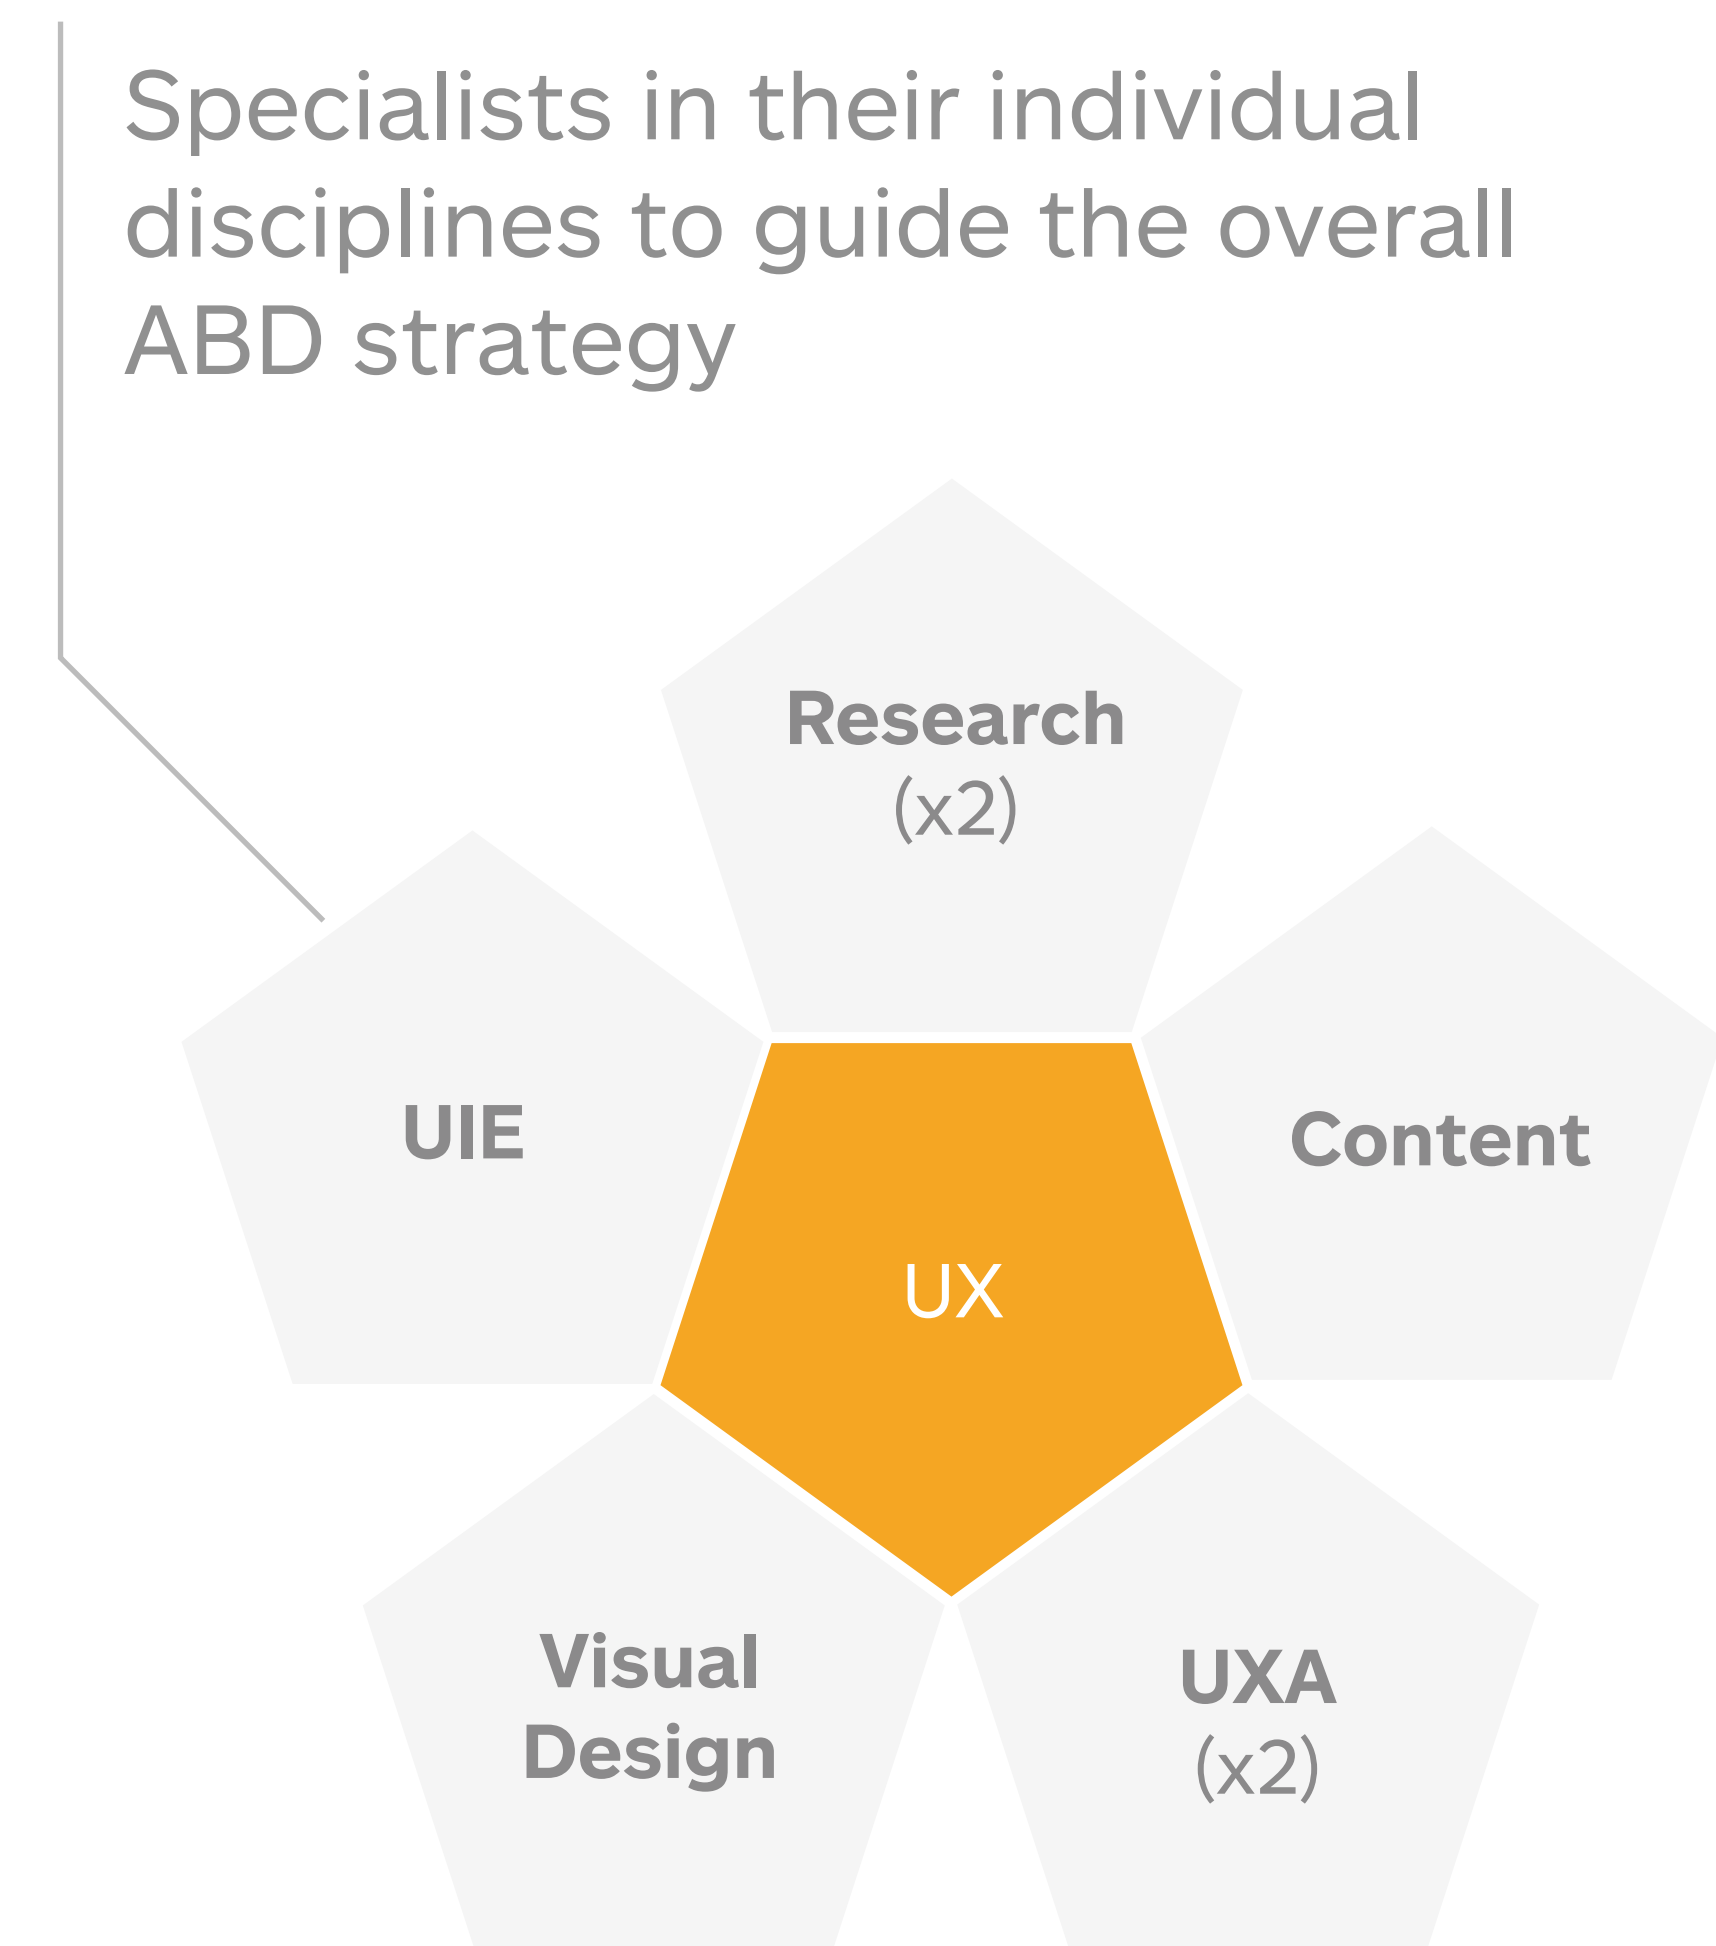 Specialists in their individual
disciplines to guide the overall
ABD strategy
Research
(x2)
UIE
Content
UX
Visual
Design
UXA
(x2)